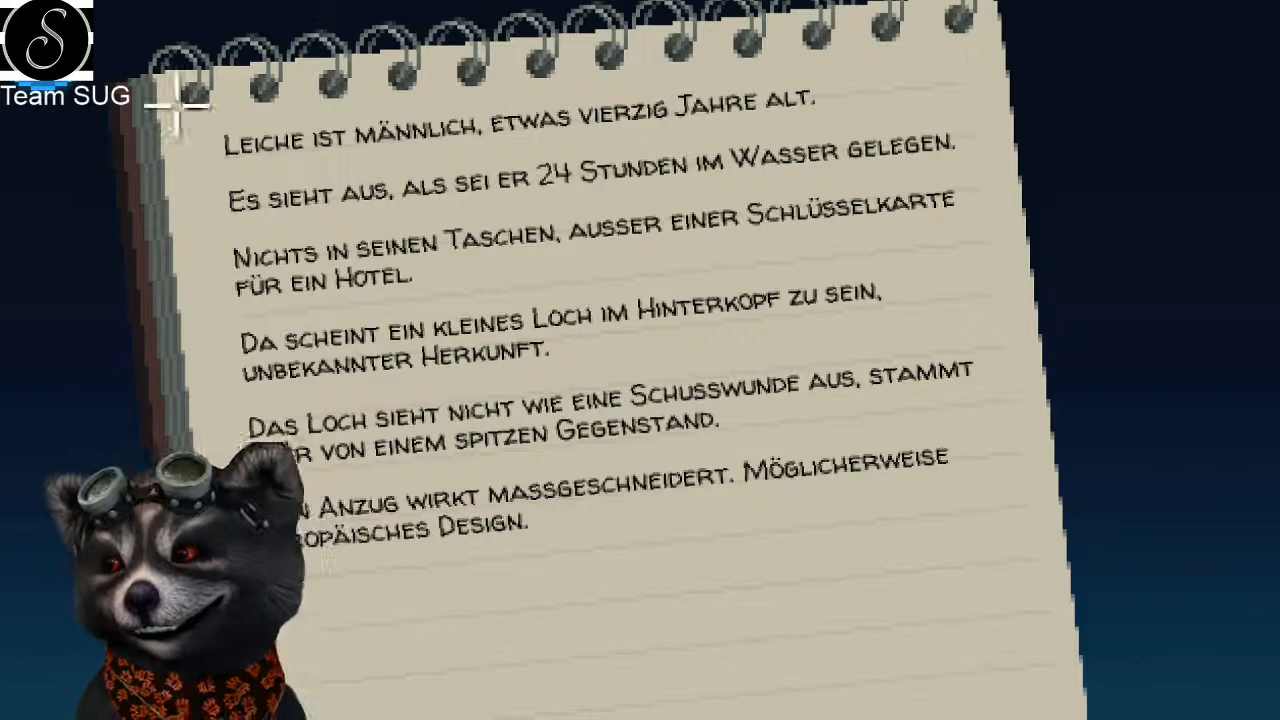 Team SUG
Leiche ist männlich, etwas vierzig Jahre alt.
Es sieht aus, als sei er 24 Stunden im Wasser gelegen.
Nichts in seinen Taschen, ausser einer Schlüsselkarte
für ein Hotel.
Da scheint ein kleines Loch im Hinterkopf zu sein,
unbekannter Herkunft.
Das Loch sieht nicht wie eine Schusswunde aus, stammt
von einem spitzen Gegenstand.
Anzug wirkt massgeschneidert. Möglicherweise
Design.